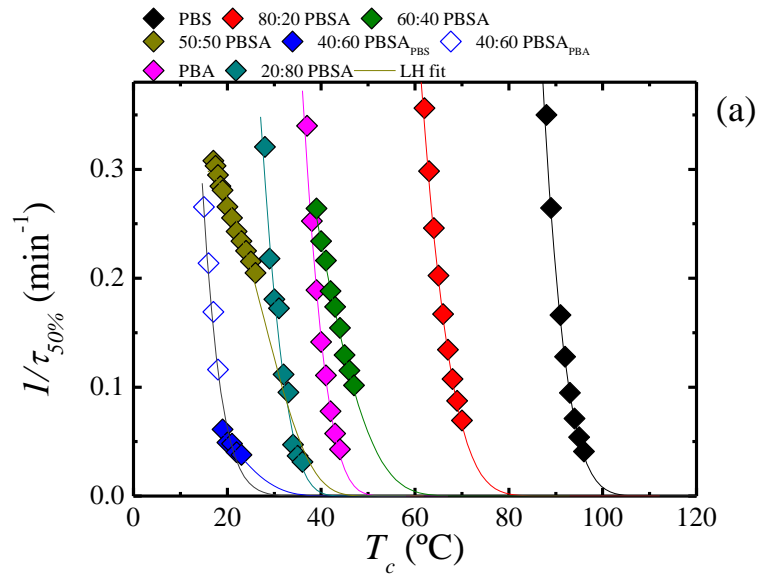 PBS 80:20 PBSA 60:40 PBSA
50:50 PBSA 40:60 PBSA_PBS 40:60 PBSA_PBA
PBA 20:80 PBSA LH fit
(a)
0.3
0.2
0.1
0.0
1/τ50% (min⁻¹)
0 20 40 60 80 100 120
Tc (ºC)